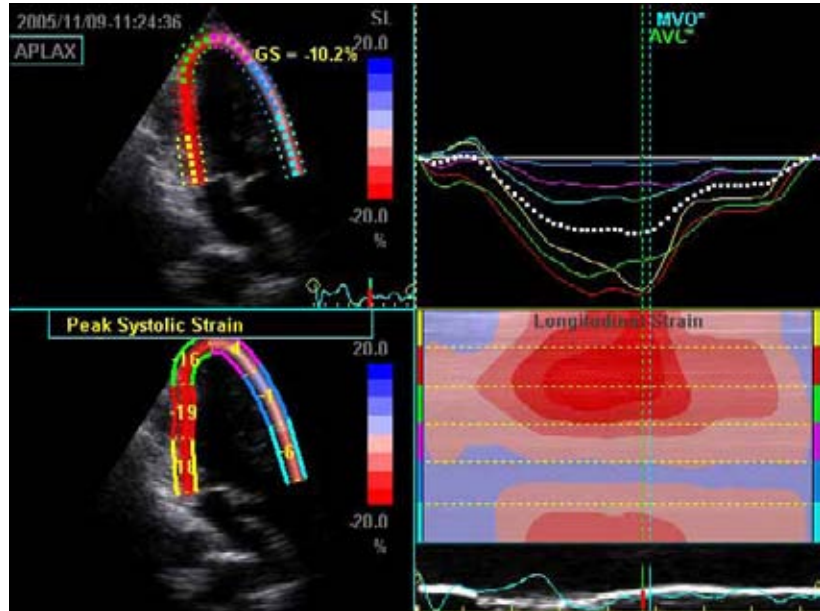 2005/11/09-11:24:36
SL
20.0
APLAX
GS = -10.2%
-20.0
%
MVO*
AVC*
Peak Systolic Strain
20.0
-16
-19
-18
-6
-20.0
%
Longitudinal Strain